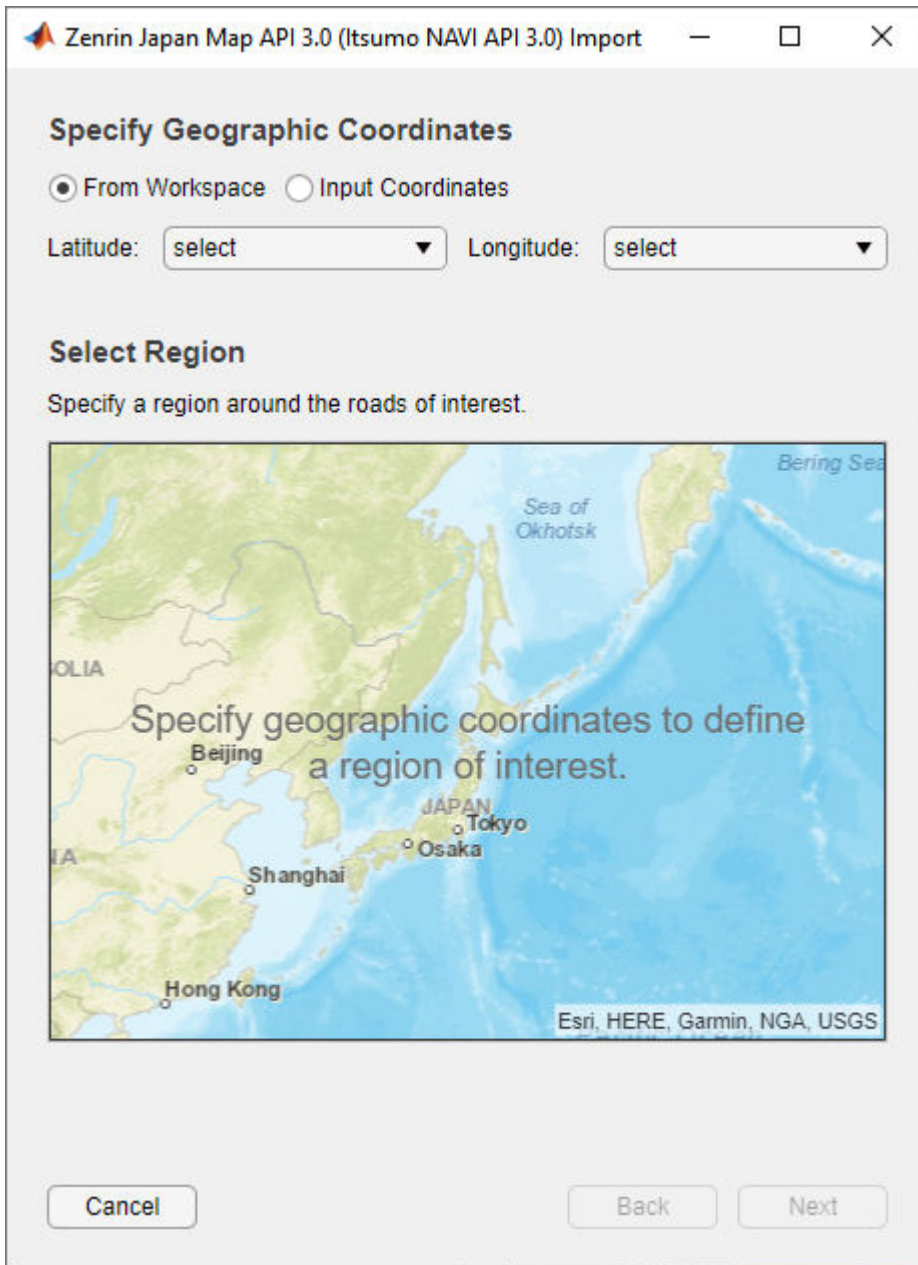 Zenrin Japan Map API 3.0 (Itsumo NAVI API 3.0) Import
Specify Geographic Coordinates
From Workspace Input Coordinates
Latitude: select Longitude: select
Select Region
Specify a region around the roads of interest.
Bering Sea
Sea of
Okhotsk
OLIA
Specify geographic coordinates to define
Beijing
a region of interest.
JAPAN
Tokyo
Osaka
NA
Shanghai
Hong Kong
Esri, HERE, Garmin, NGA, USGS
Cancel Back Next